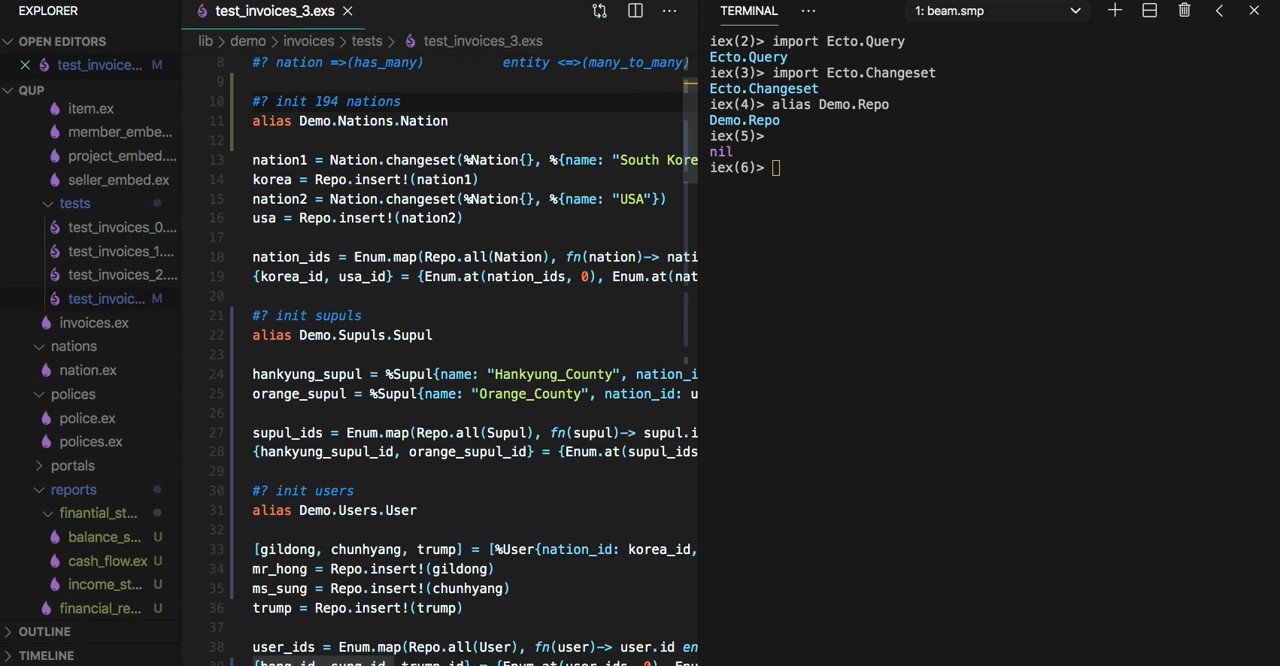 EXPLORER
OPEN EDITORS
test_invoice... M
QUP
item.ex
member_embe...
project_embed....
seller_embed.ex
tests
test_invoices_0....
test_invoices_1....
test_invoices_2....
test_invoic... M
invoices.ex
nations
nation.ex
polices
police.ex
polices.ex
portals
reports
finantial_st...
balance_s... U
cash_flow.ex U
income_st... U
financial_re... U
OUTLINE
TIMELINE
test_invoices_3.exs
lib > demo > invoices > tests > test_invoices_3.exs
8 #? nation =>(has_many) entity <=>(many_to_many)
9
10 #? init 194 nations
11 alias Demo.Nations.Nation
12
13 nation1 = Nation.changeset(%Nation{}, %{name: "South Kore
14 korea = Repo.insert!(nation1)
15 nation2 = Nation.changeset(%Nation{}, %{name: "USA"})
16 usa = Repo.insert!(nation2)
17
18 nation_ids = Enum.map(Repo.all(Nation), fn(nation)-> nati
19 {korea_id, usa_id} = {Enum.at(nation_ids, 0), Enum.at(nat
20
21 #? init supuls
22 alias Demo.Supuls.Supul
23
24 hankyung_supul = %Supul{name: "Hankyung_County", nation_i
25 orange_supul = %Supul{name: "Orange_County", nation_id: u
26
27 supul_ids = Enum.map(Repo.all(Supul), fn(supul)-> supul.i
28 {hankyung_supul_id, orange_supul_id} = {Enum.at(supul_ids
29
30 #? init users
31 alias Demo.Users.User
32
33 [gildong, chunhyang, trump] = [%User{nation_id: korea_id,
34 mr_hong = Repo.insert!(gildong)
35 ms_sung = Repo.insert!(chunhyang)
36 trump = Repo.insert!(trump)
37
38 user_ids = Enum.map(Repo.all(User), fn(user)-> user.id en
39 {hong_id, sung_id, trump_id} = {Enum.at(user_ids, 0), Enu
TERMINAL
1: beam.smp
iex(2)> import Ecto.Query
Ecto.Query
iex(3)> import Ecto.Changeset
Ecto.Changeset
iex(4)> alias Demo.Repo
Demo.Repo
iex(5)>
nil
iex(6)>